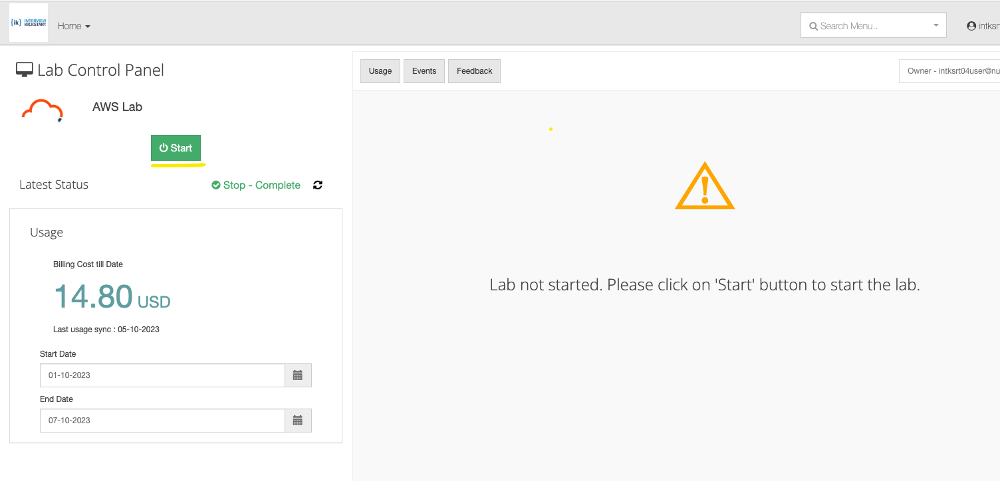 {ik} INTERVIEW KICKSTART
Home
Search Menu..
intksr
Lab Control Panel
AWS Lab
Start
Latest Status
Stop - Complete
Usage
Billing Cost till Date
14.80 USD
Last usage sync : 05-10-2023
Start Date
01-10-2023
End Date
07-10-2023
Usage
Events
Feedback
Owner - intksrt04user@nu
Lab not started. Please click on 'Start' button to start the lab.